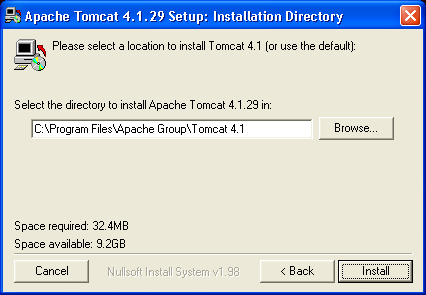 Apache Tomcat 4.1.29 Setup: Installation Directory
Please select a location to install Tomcat 4.1 (or use the default):
Select the directory to install Apache Tomcat 4.1.29 in:
C:\Program Files\Apache Group\Tomcat 4.1
Browse...
Space required: 32.4MB
Space available: 9.2GB
Cancel
Nullsoft Install System v1.98
< Back
Install